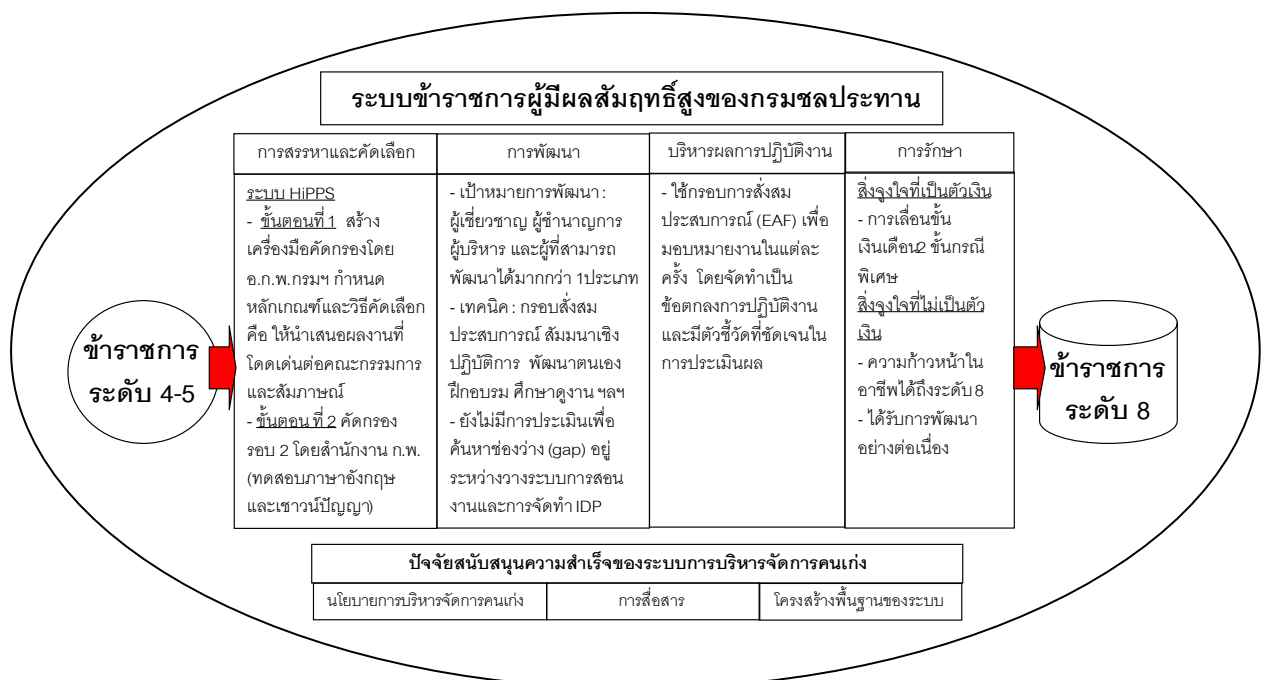 ระบบข้าราชการผู้มีผลสัมฤทธิ์สูงของกรมชลประทาน
ข้าราชการ
ระดับ 4-5
การสรรหาและคัดเลือก
ระบบ HiPPS
- ขั้นตอนที่ 1 สร้าง
เครื่องมือคัดกรองโดย
อ.ก.พ.กรมฯ กำหนด
หลักเกณฑ์และวิธีคัดเลือก
คือ ให้นำเสนอผลงานที่
โดดเด่นต่อคณะกรรมการ
และสัมภาษณ์
- ขั้นตอน ที่ 2 คัดกรอง
รอบ 2 โดยสำนักงาน ก.พ.
(ทดสอบภาษาอังกฤษ
และเชาวน์ปัญญา)
การพัฒนา
- เป้าหมายการพัฒนา :
ผู้เชี่ยวชาญ ผู้ชำนาญการ
ผู้บริหาร และผู้ที่สามารถ
พัฒนาได้มากกว่า 1ประเภท
- เทคนิค : กรอบสั่งสม
ประสบการณ์ สัมมนาเชิง
ปฏิบัติการ พัฒนาตนเอง
ฝึกอบรม ศึกษาดูงาน ฯลฯ
- ยังไม่มีการประเมินเพื่อ
ค้นหาช่องว่าง (gap) อยู่
ระหว่างวางระบบการสอน
งานและการจัดทำ IDP
บริหารผลการปฏิบัติงาน
- ใช้กรอบการสั่งสม
ประสบการณ์ (EAF) เพื่อ
มอบหมายงานในแต่ละ
ครั้ง โดยจัดทำเป็น
ข้อตกลงการปฏิบัติงาน
และมีตัวชี้วัดที่ชัดเจนใน
การประเมินผล
การรักษา
สิ่งจูงใจที่เป็นตัวเงิน
- การเลื่อนขั้น
เงินเดือน2 ขั้นกรณี
พิเศษ
สิ่งจูงใจที่ไม่เป็นตัว
เงิน
- ความก้าวหน้าใน
อาชีพได้ถึงระดับ 8
- ได้รับการพัฒนา
อย่างต่อเนื่อง
ข้าราชการ
ระดับ 8
ปัจจัยสนับสนุนความสำเร็จของระบบการบริหารจัดการคนเก่ง
นโยบายการบริหารจัดการคนเก่ง
การสื่อสาร
โครงสร้างพื้นฐานของระบบ